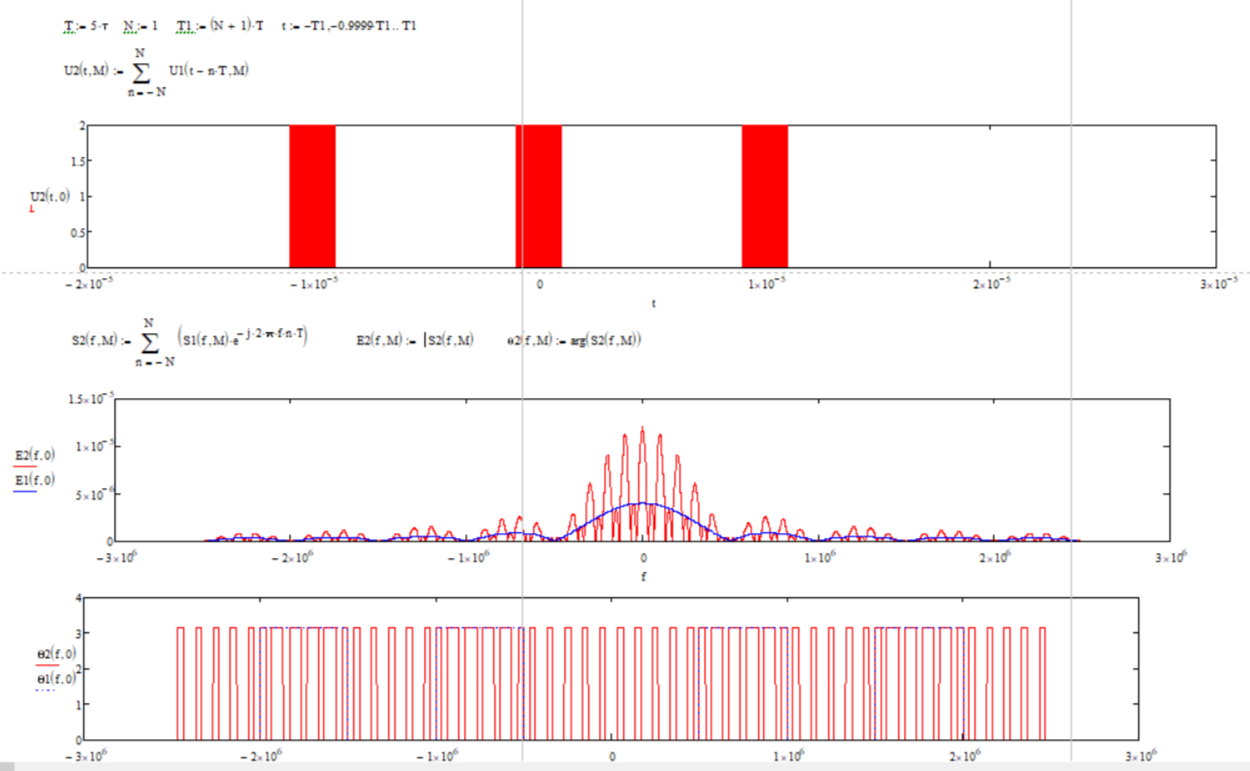 T:= 5·τ N:= 1 T1:= (N + 1)·T t:= −T1,−0.9999·T1.. T1
N
U2(t,M) := ∑ U1(t − n·T,M)
n = − N
2
1.5
U2(t,0) 1
0.5
0
− 2×10⁻⁵ − 1×10⁻⁵ 0 1×10⁻⁵ 2×10⁻⁵ 3×10⁻⁵
t
N
S2(f,M) := ∑ (S1(f,M)·e^− j·2·π·f·n·T) E2(f,M) := |S2(f,M) θ2(f,M) := arg(S2(f,M))
n = − N
1.5×10⁻⁵
1×10⁻⁵
E2(f,0)
E1(f,0)
5×10⁻⁶
0
− 3×10⁶ − 2×10⁶ − 1×10⁶ 0 1×10⁶ 2×10⁶ 3×10⁶
f
4
3
θ2(f,0)
2
θ1(f,0)
1
0
− 3×10⁶ − 2×10⁶ − 1×10⁶ 0 1×10⁶ 2×10⁶ 3×10⁶